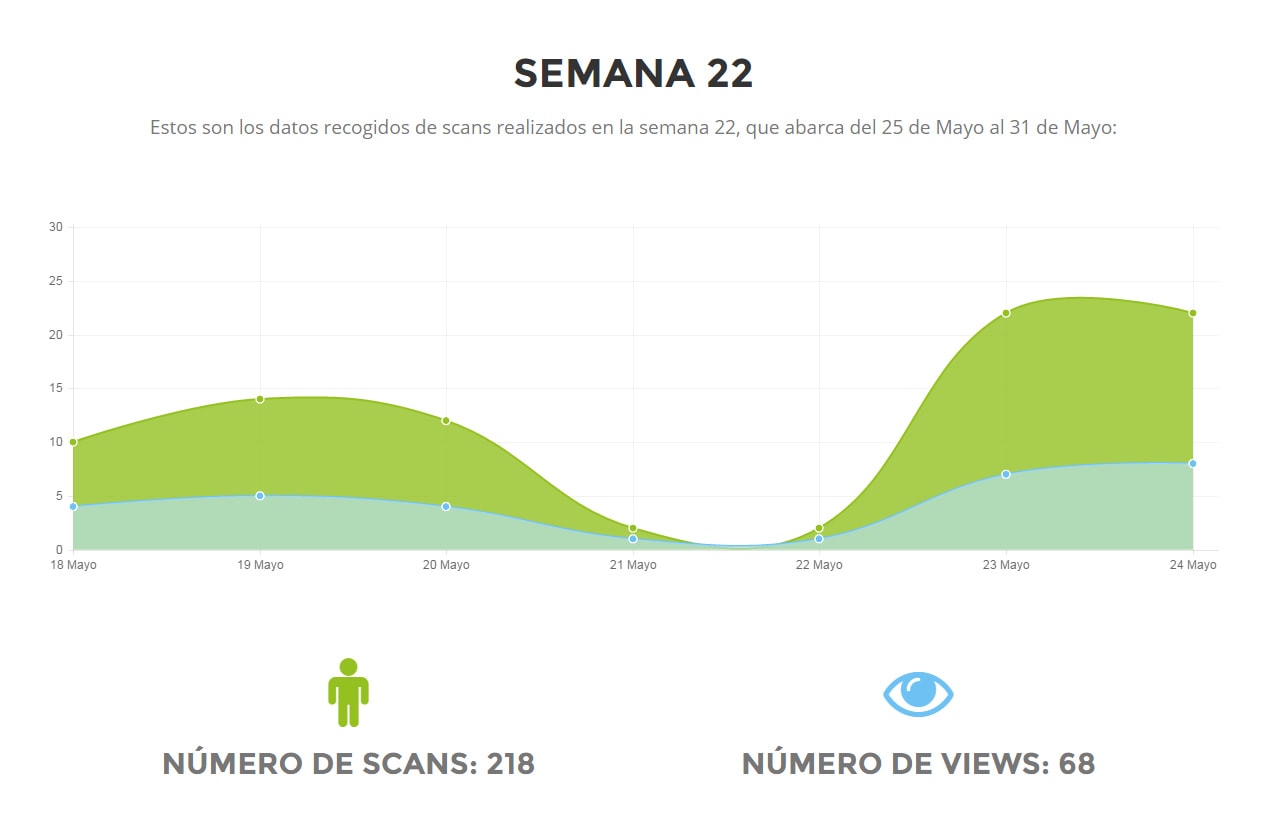 SEMANA 22
Estos son los datos recogidos de scans realizados en la semana 22, que abarca del 25 de Mayo al 31 de Mayo:
30
25
20
15
10
5
0
18 Mayo 19 Mayo 20 Mayo 21 Mayo 22 Mayo 23 Mayo 24 Mayo
NÚMERO DE SCANS: 218 NÚMERO DE VIEWS: 68